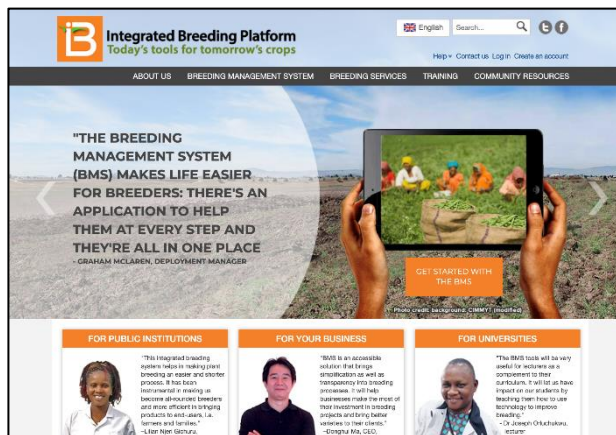 iB Integrated Breeding Platform
Today's tools for tomorrow's crops
English
Search...
Help Contact us Log in Create an account
ABOUT US BREEDING MANAGEMENT SYSTEM BREEDING SERVICES TRAINING COMMUNITY RESOURCES
"THE BREEDING
MANAGEMENT SYSTEM
(BMS) MAKES LIFE EASIER
FOR BREEDERS: THERE'S AN
APPLICATION TO HELP
THEM AT EVERY STEP AND
THEY'RE ALL IN ONE PLACE
- GRAHAM MCLAREN, DEPLOYMENT MANAGER
GET STARTED WITH
THE BMS
Photo credit: background: CIMMYT (modified)
FOR PUBLIC INSTITUTIONS
"This integrated breeding
system helps in making plant
breeding an easier and shorter
process. It has been
instrumental in making us
become all-rounded breeders
and more efficient in bringing
products to end-users, i.e.
farmers and families."
FOR YOUR BUSINESS
"BMS is an accessible
solution that brings
simplification as well as
transparency into breeding
processes. It will help
businesses make the most of
their investment in breeding
projects and bring better
varieties to their clients."
–Donghui Ma, CEO,
FOR UNIVERSITIES
"The BMS tools will be very
useful for lecturers as a
complement to their
curriculum. It will let us have
impact on our students by
teaching them how to use
technology to improve
breeding."
- Dr Joseph
lecturer